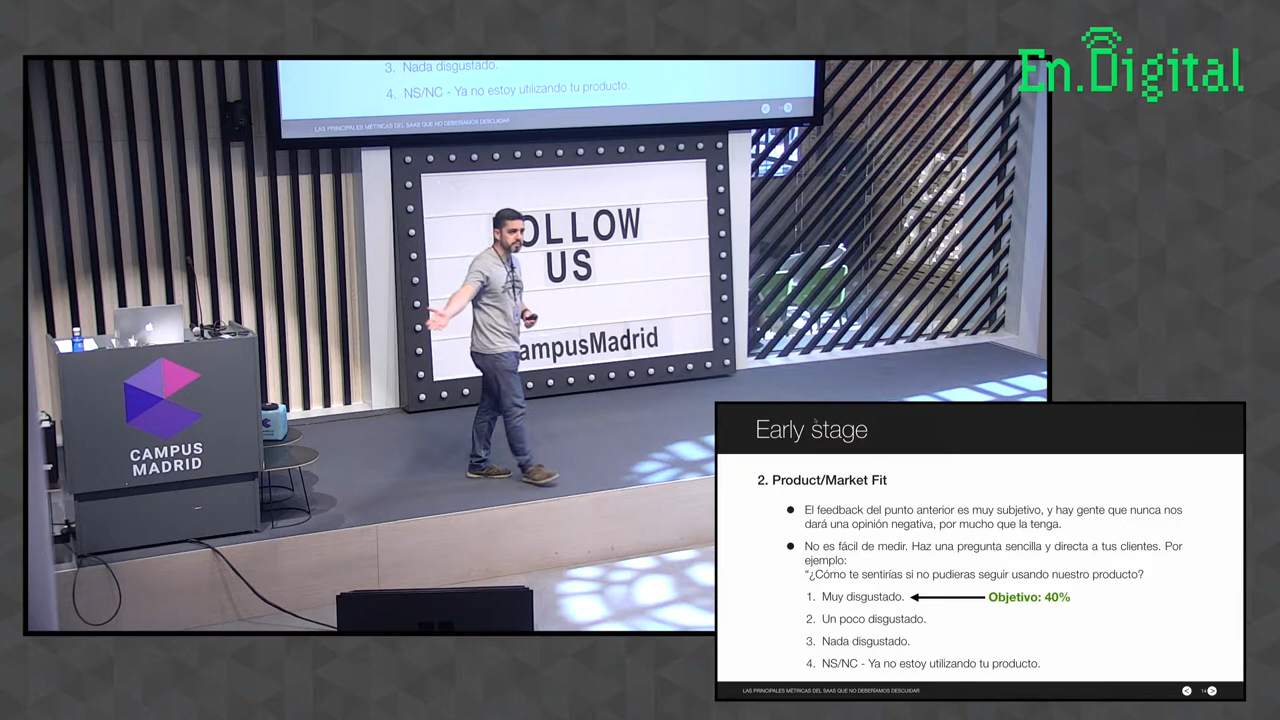 En.Digital
3. Nada disgustado.
4. NS/NC - Ya no estoy utilizando tu producto.
LAS PRINCIPALES MÉTRICAS DEL SAAS QUE NO DEBERÍAMOS DESCUIDAR
OLLOW
US
ampusMadrid
CAMPUS
MADRID
Early stage
2. Product/Market Fit
● El feedback del punto anterior es muy subjetivo, y hay gente que nunca nos
dará una opinión negativa, por mucho que la tenga.
● No es fácil de medir. Haz una pregunta sencilla y directa a tus clientes. Por
ejemplo:
"¿Cómo te sentirías si no pudieras seguir usando nuestro producto?
1. Muy disgustado. Objetivo: 40%
2. Un poco disgustado.
3. Nada disgustado.
4. NS/NC - Ya no estoy utilizando tu producto.
LAS PRINCIPALES MÉTRICAS DEL SAAS QUE NO DEBERÍAMOS DESCUIDAR
< 14 >